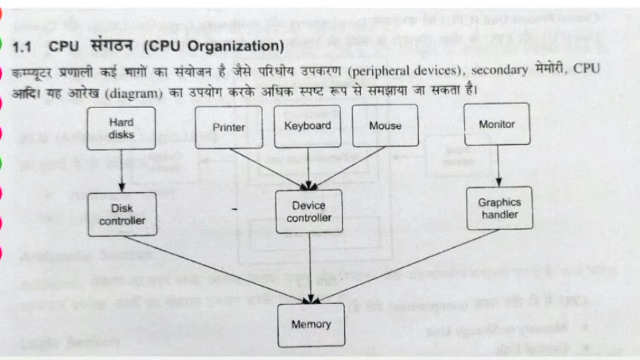 1.1 CPU संगठन (CPU Organization)
कम्प्यूटर प्रणाली कई भागों का संयोजन है जैसे परिधीय उपकरण (peripheral devices), secondary मेमोरी, CPU
आदि। यह आरेख (diagram) का उपयोग करके अधिक स्पष्ट रूप से समझाया जा सकता है।
Hard
disks
Printer
Keyboard
Mouse
Monitor
Disk
controller
Device
controller
Graphics
handler
Memory